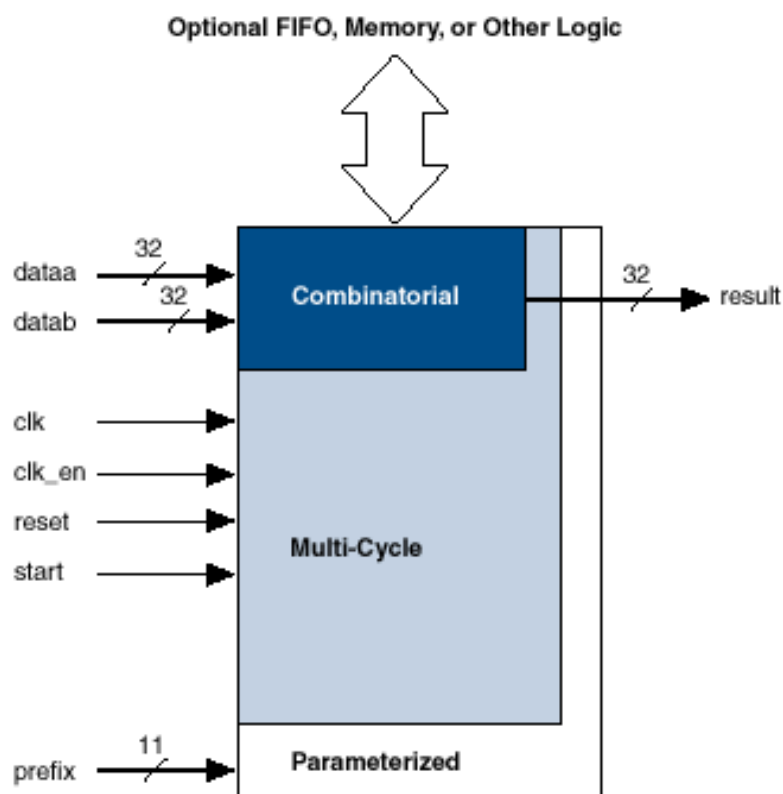 Optional FIFO, Memory, or Other Logic
32
dataa
32
datab
Combinatorial
32
result
clk
clk_en
reset
start
Multi-Cycle
11
prefix
Parameterized